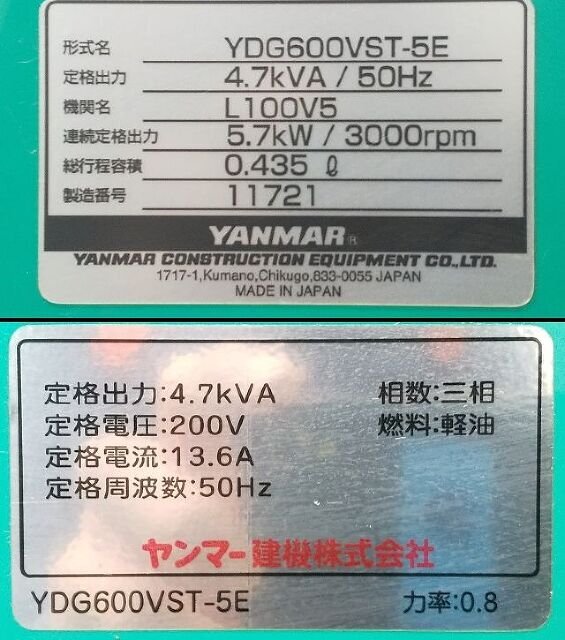 形式名 YDG600VST-5E
定格出力 4.7kVA / 50Hz
機関名 L100V5
連続定格出力 5.7kW / 3000rpm
総行程容積 0.435 ℓ
製造番号 11721
YANMAR®
YANMAR CONSTRUCTION EQUIPMENT CO.,LTD.
1717-1,Kumano,Chikugo,833-0055 JAPAN
MADE IN JAPAN
定格出力:4.7kVA 相数:三相
定格電圧:200V 燃料:軽油
定格電流:13.6A
定格周波数:50Hz
ヤンマー建機株式会社
YDG600VST-5E 力率:0.8